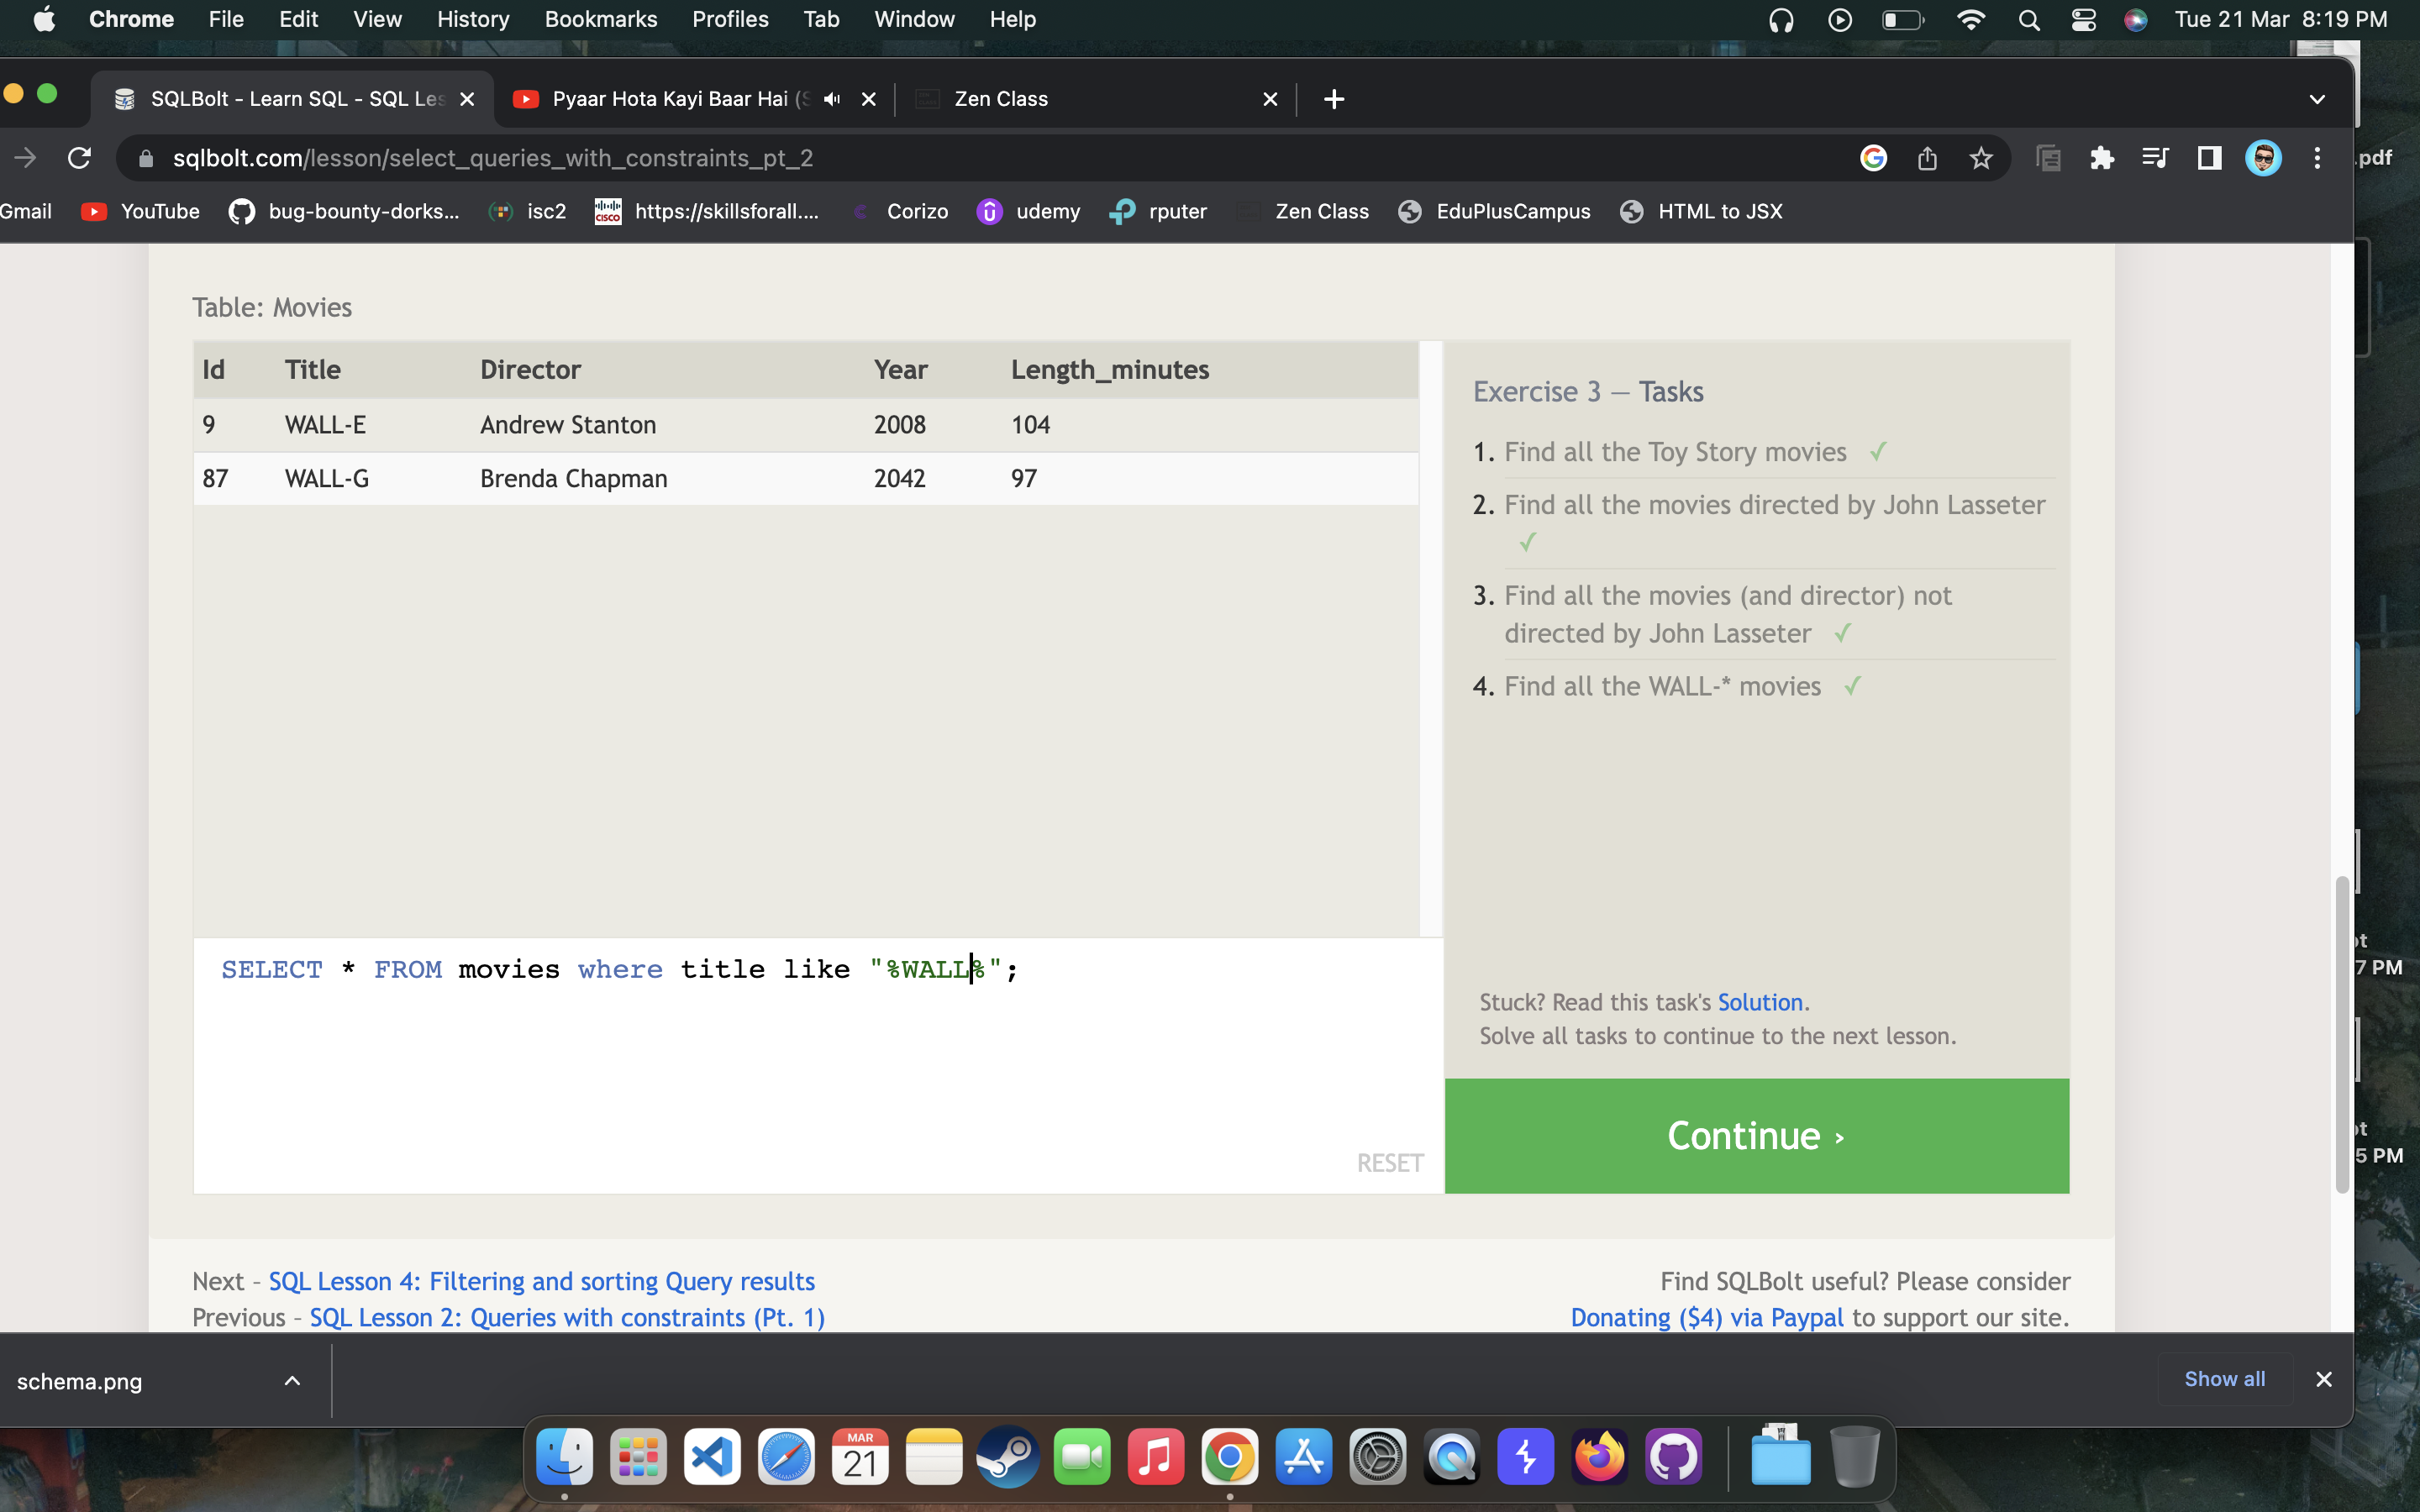 Chrome File Edit View History Bookmarks Profiles Tab Window Help Tue 21 Mar 8:19 PM
SQLBolt - Learn SQL - SQL Les Pyaar Hota Kayi Baar Hai (S Zen Class
sqlbolt.com/lesson/select_queries_with_constraints_pt_2
.pdf
Gmail YouTube bug-bounty-dorks... isc2 https://skillsforall.... Corizo udemy rputer Zen Class EduPlusCampus HTML to JSX
Table: Movies
Id Title Director Year Length_minutes
9 WALL-E Andrew Stanton 2008 104
87 WALL-G Brenda Chapman 2042 97
Exercise 3 — Tasks
1. Find all the Toy Story movies ✓
2. Find all the movies directed by John Lasseter
✓
3. Find all the movies (and director) not
directed by John Lasseter ✓
4. Find all the WALL-* movies ✓
SELECT * FROM movies where title like "%WALL%";
RESET
Stuck? Read this task's Solution.
Solve all tasks to continue to the next lesson.
Continue ›
7 PM
5 PM
Next - SQL Lesson 4: Filtering and sorting Query results
Previous - SQL Lesson 2: Queries with constraints (Pt. 1)
Find SQLBolt useful? Please consider
Donating ($4) via Paypal to support our site.
schema.png
Show all
MAR
21